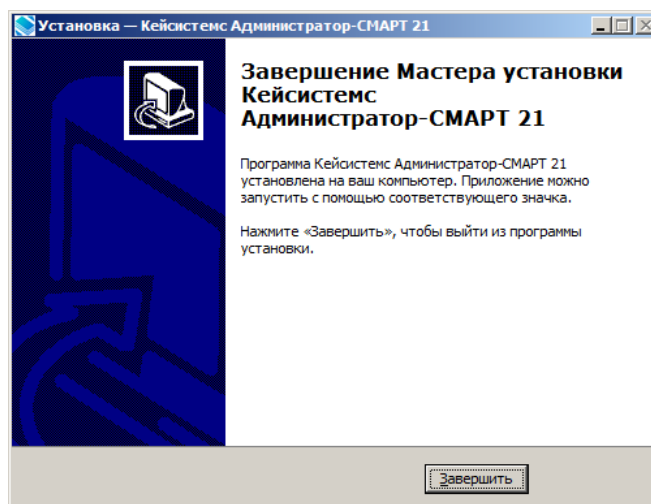 Установка — Кейсистемс Администратор-СМАРТ 21
Завершение Мастера установки
Кейсистемс
Администратор-СМАРТ 21
Программа Кейсистемс Администратор-СМАРТ 21
установлена на ваш компьютер. Приложение можно
запустить с помощью соответствующего значка.
Нажмите «Завершить», чтобы выйти из программы
установки.
Завершить